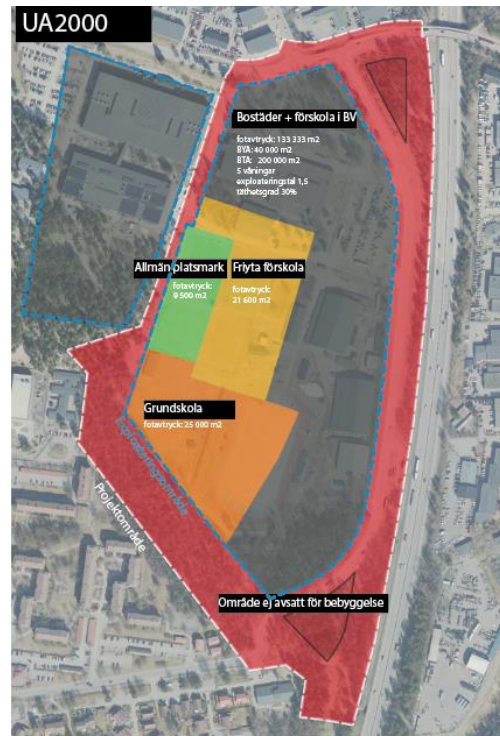 UA2000
Bostäder + förskola i BV
fotavtryck: 133 333 m2
BYA: 40 000 m2
BTA: 200 000 m2
5 våningar
exploateringstal 1,5
täthetsgrad 30%
Allmän platsmark
fotavtryck:
9 500 m2
Friyta förskola
fotavtryck:
21 600 m2
Grundskola
fotavtryck: 25 000 m2
Exploateringsområde
Projektområde
Område ej avsatt för bebyggelse